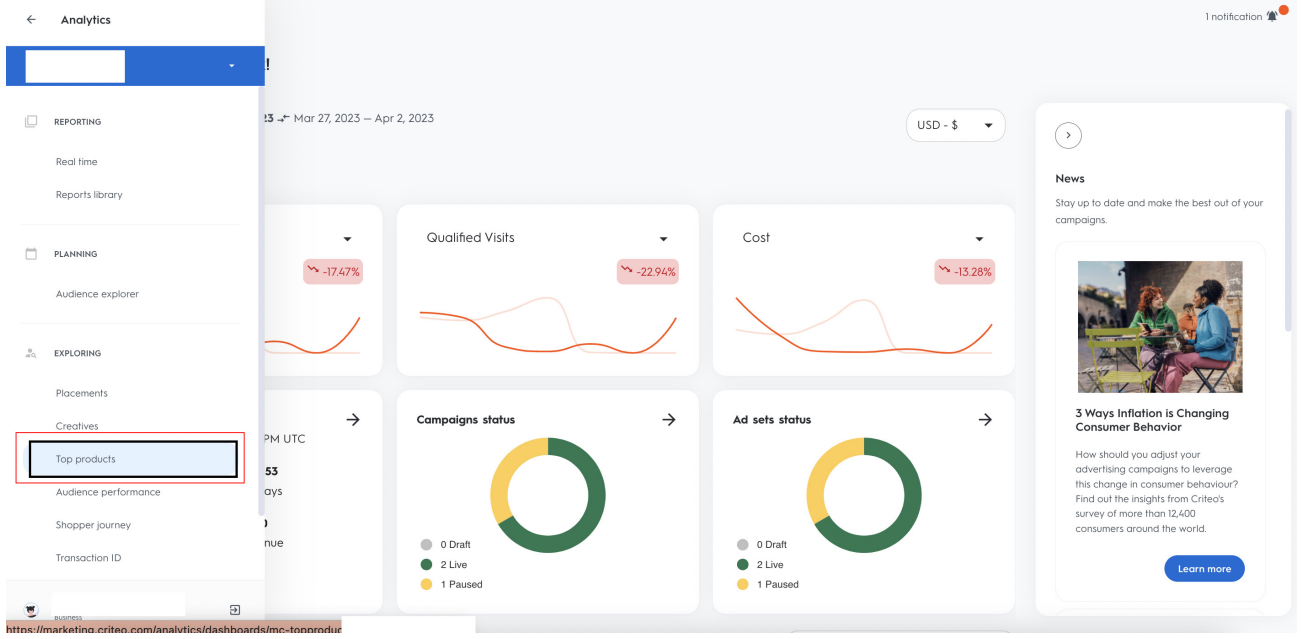 Analytics
1 notification
!
REPORTING
23 Mar 27, 2023 – Apr 2, 2023
USD - $
Real time
Reports library
News
Stay up to date and make the best out of your
campaigns.
PLANNING
Audience explorer
Qualified Visits
Cost
-17.47%
-22.94%
-13.28%
EXPLORING
Placements
Creatives
Top products
Audience performance
Shopper journey
Transaction ID
PM UTC
53
ays
nue
Campaigns status
0 Draft
2 Live
1 Paused
Ad sets status
0 Draft
2 Live
1 Paused
3 Ways Inflation is Changing
Consumer Behavior
How should you adjust your
advertising campaigns to leverage
this change in consumer behaviour?
Find out the insights from Criteo's
survey of more than 12,400
consumers around the world.
Learn more
Business
https://marketing.criteo.com/analytics/dashboards/mc-topproduc